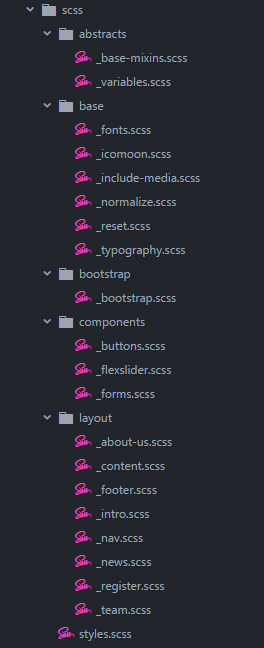 scss
abstracts
_base-mixins.scss
_variables.scss
base
_fonts.scss
_icomoon.scss
_include-media.scss
_normalize.scss
_reset.scss
_typography.scss
bootstrap
_bootstrap.scss
components
_buttons.scss
_flexslider.scss
_forms.scss
layout
_about-us.scss
_content.scss
_footer.scss
_intro.scss
_nav.scss
_news.scss
_register.scss
_team.scss
styles.scss